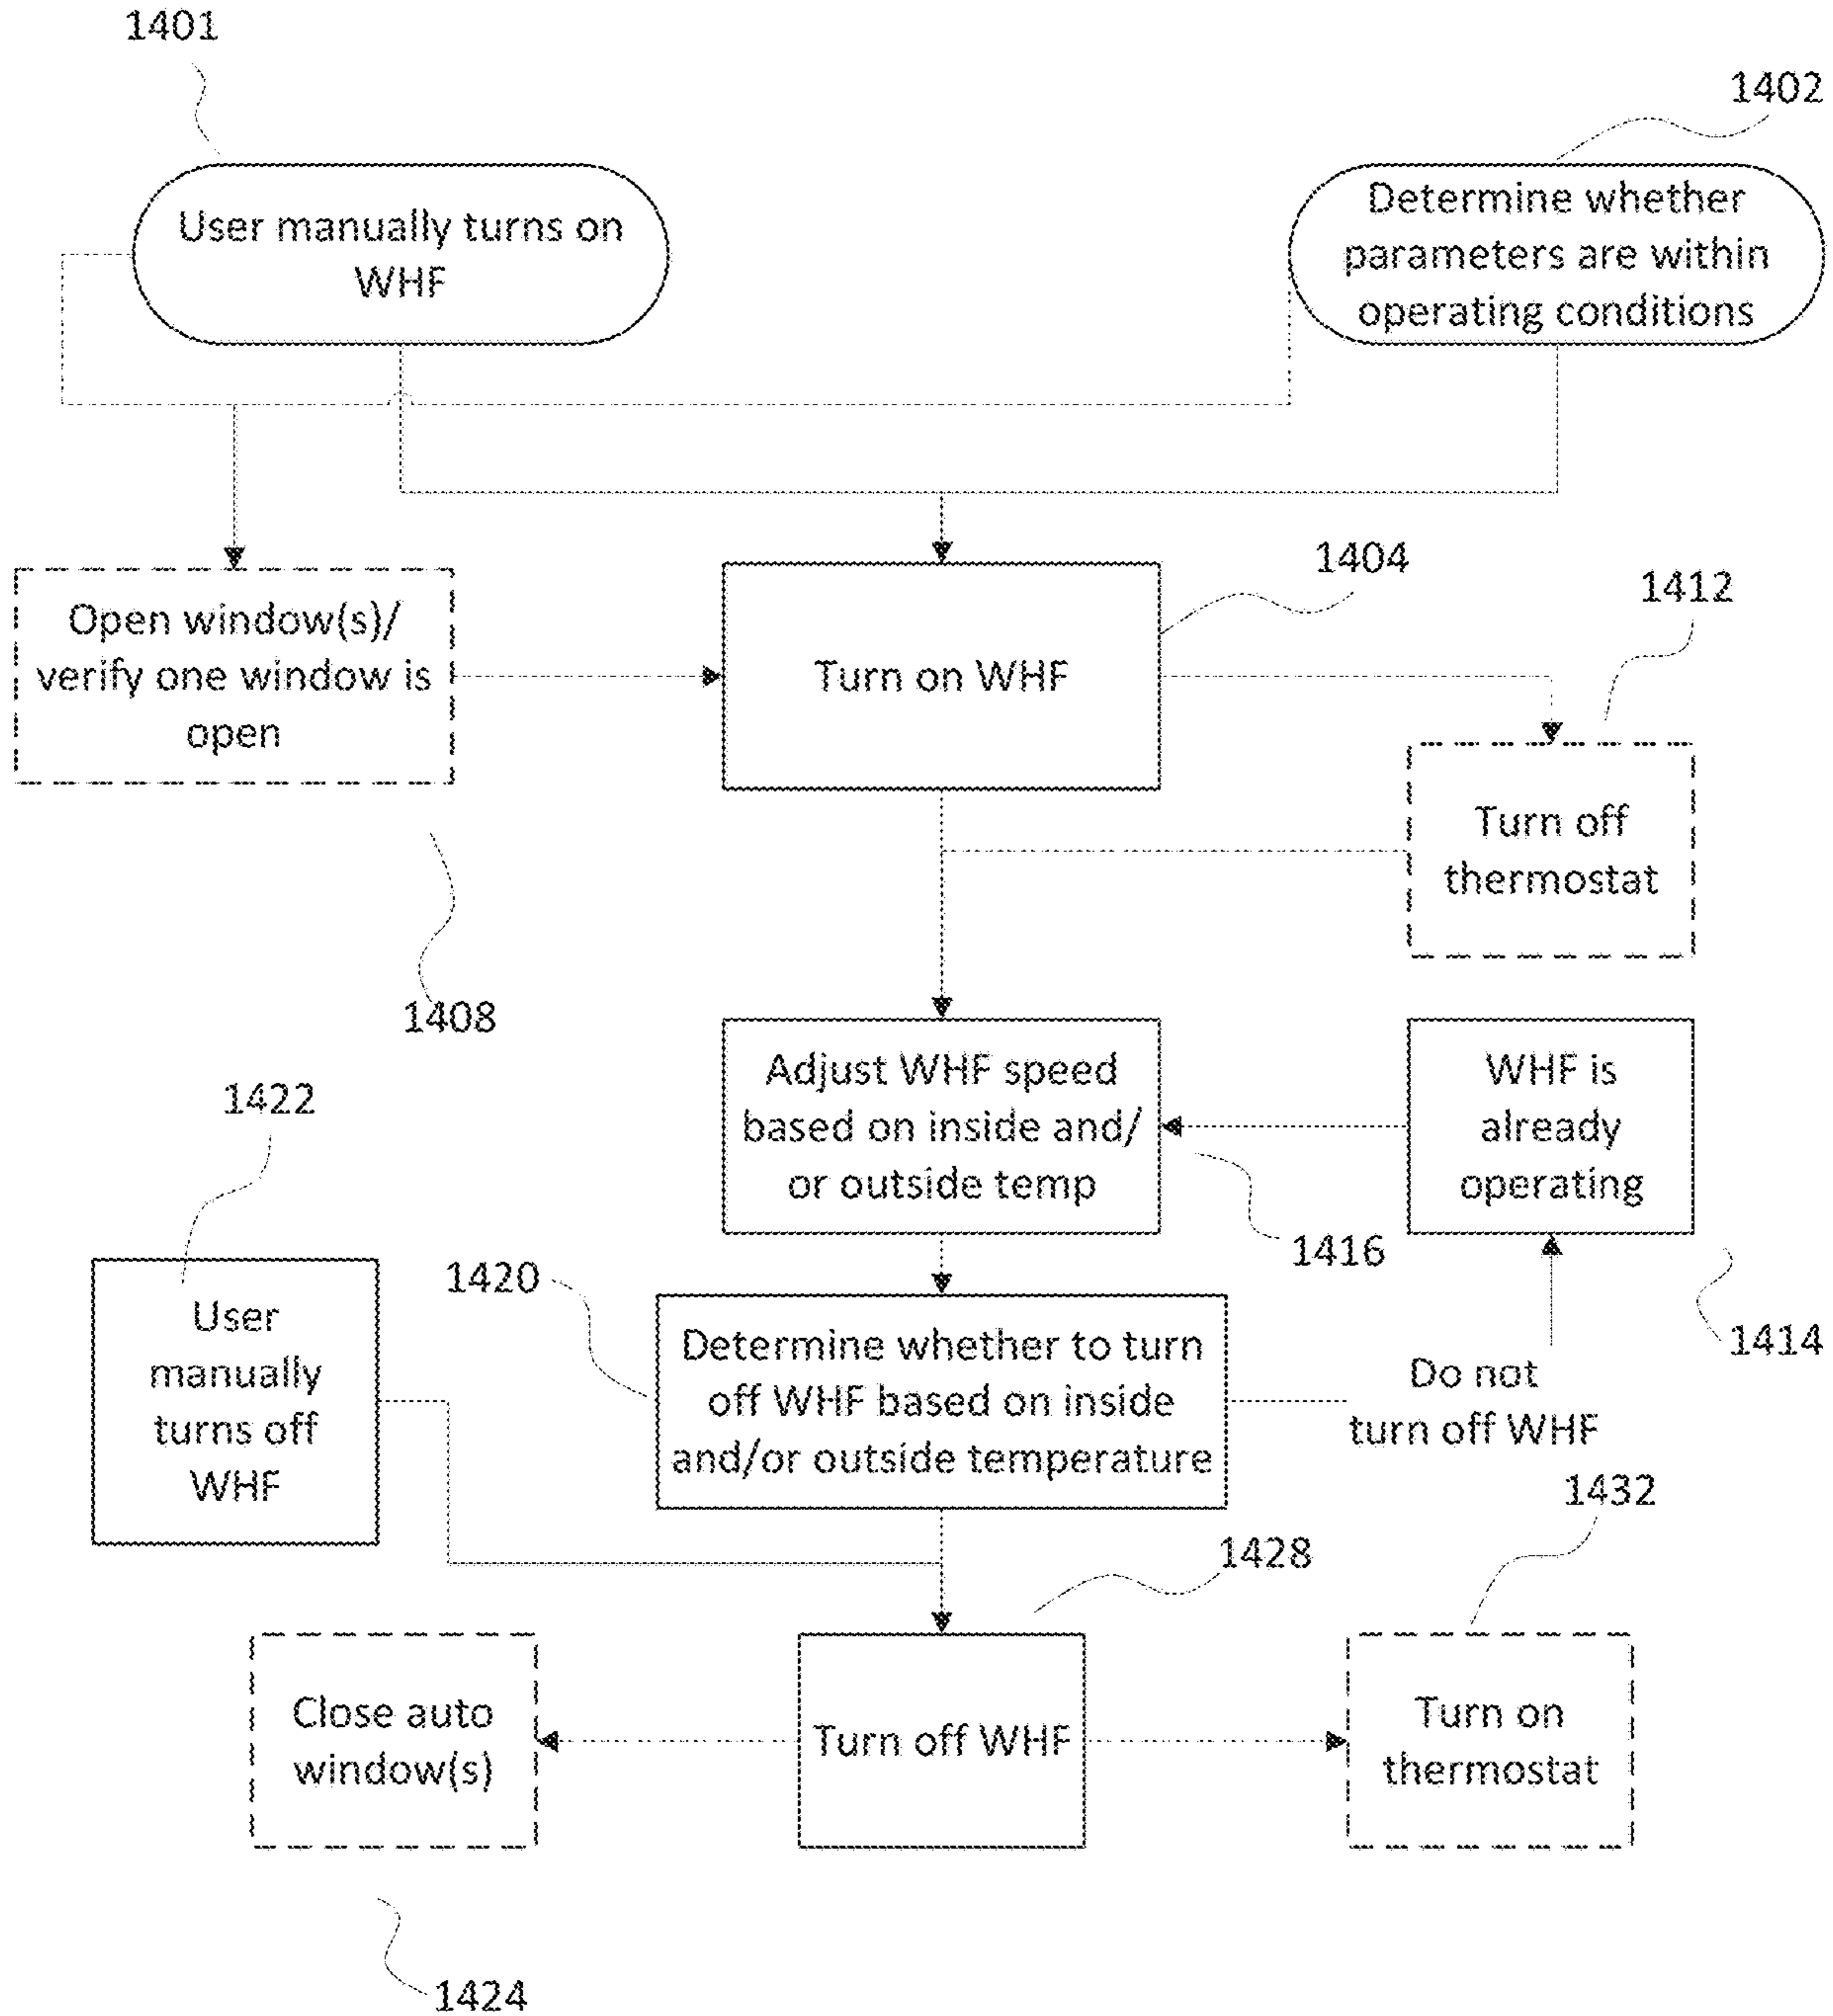 1401
1402
User manually turns on
WHF
Determine whether
parameters are within
operating conditions
1404
1412
Open window(s)/
verify one window is
open
Turn on WHF
Turn off
thermostat
1408
Adjust WHF speed
based on inside and/
or outside temp
WHF is
already
operating
1422
1416
1420
1414
User
manually
turns off
WHF
Determine whether to turn
off WHF based on inside
and/or outside temperature
Do not
turn off WHF
1432
1428
Close auto
window(s)
Turn off WHF
Turn on
thermostat
1424